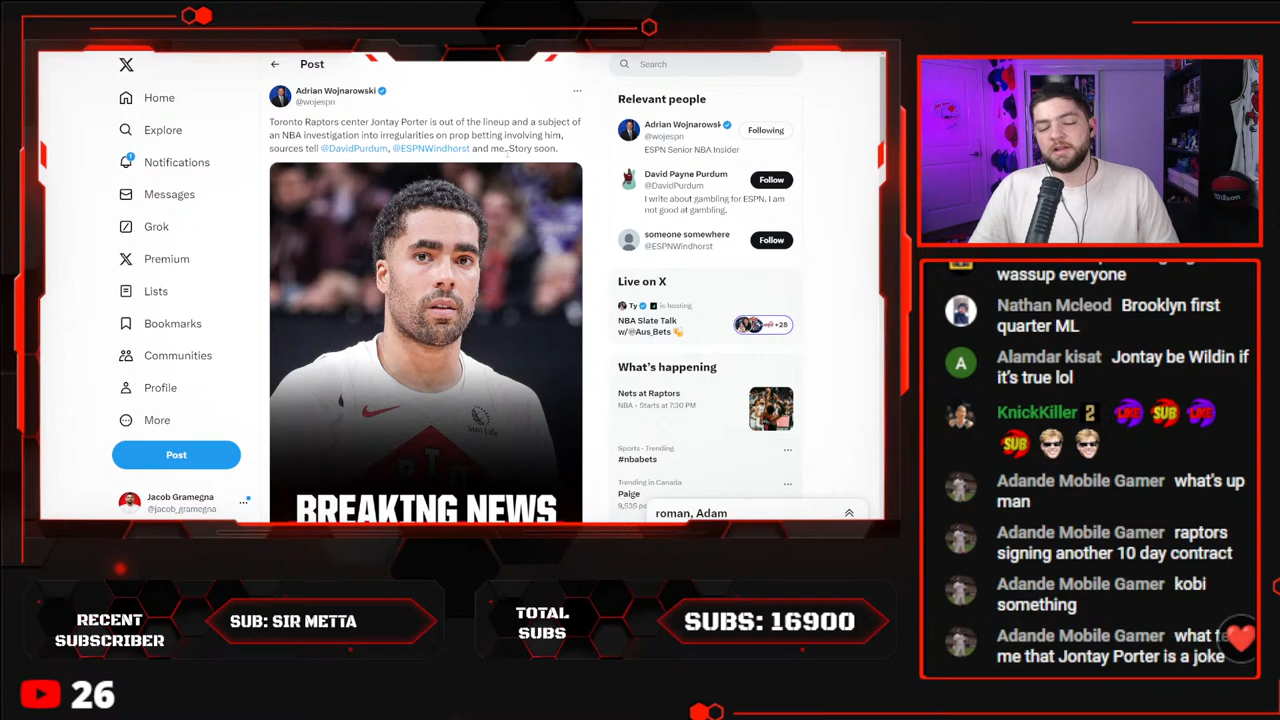 Home
Explore
Notifications
Messages
Grok
Premium
Lists
Bookmarks
Communities
Profile
More
Post
Jacob Gramegna
@jacob_gramegna
Post
Adrian Wojnarowski
@wojespn
Toronto Raptors center Jontay Porter is out of the lineup and a subject of
an NBA investigation into irregularities on prop betting involving him,
sources tell @DavidPurdum, @ESPNWindhorst and me. Story soon.
BREAKING NEWS
Search
Relevant people
Adrian Wojnarowski
@wojespn
Following
ESPN Senior NBA Insider
David Payne Purdum
@DavidPurdum
Follow
I write about gambling for ESPN. I am
not good at gambling.
someone somewhere
@ESPNWindhorst
Follow
Live on X
Ty is hosting
NBA Slate Talk
w/@Aus_Bets
+28
What's happening
Nets at Raptors
NBA · Starts at 7:30 PM
Sports · Trending
#nbabets
Trending in Canada
Paige
9,535
roman, Adam
Wilson
wassup everyone
Nathan Mcleod Brooklyn first
quarter ML
A
Alamdar kisat Jontay be Wildin if
it's true lol
KnickKiller 2 LIKE SUB LIKE
SUB
Adande Mobile Gamer what's up
man
Adande Mobile Gamer raptors
signing another 10 day contract
Adande Mobile Gamer kobi
something
Adande Mobile Gamer what
me that Jontay Porter is a joke
RECENT
SUBSCRIBER
SUB: SIR METTA
TOTAL
SUBS
SUBS: 16900
26